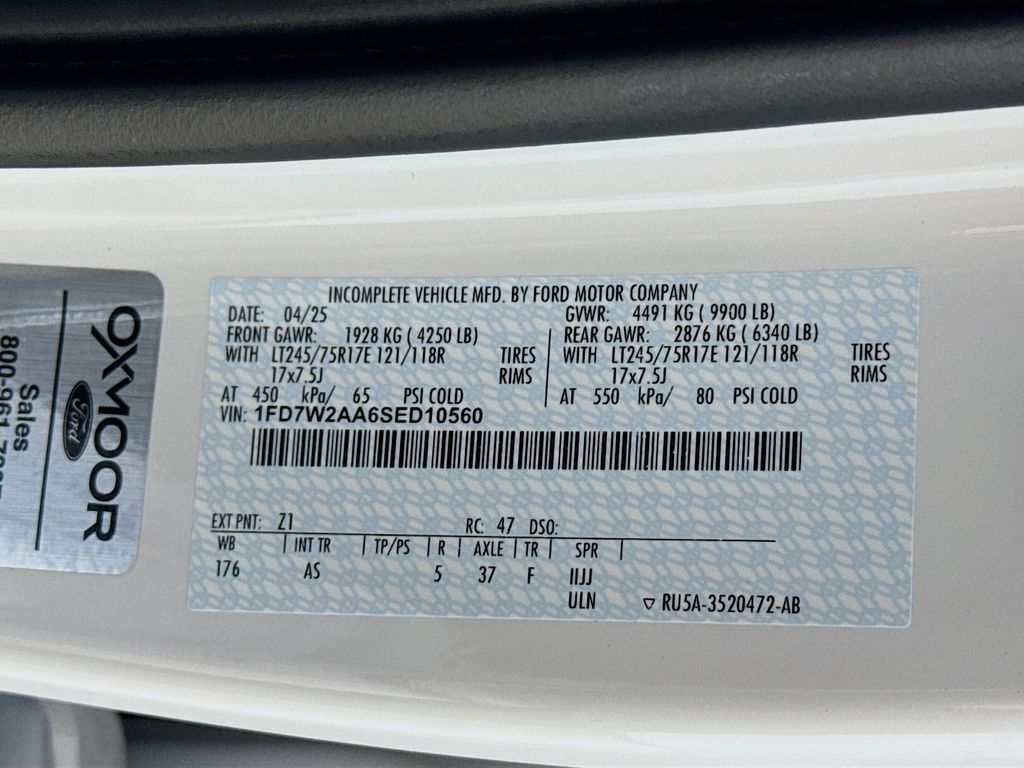 INCOMPLETE VEHICLE MFD. BY FORD MOTOR COMPANY
DATE: 04/25 GVWR: 4491 KG ( 9900 LB)
FRONT GAWR: 1928 KG ( 4250 LB) REAR GAWR: 2876 KG ( 6340 LB)
WITH LT245/75R17E 121/118R TIRES WITH LT245/75R17E 121/118R TIRES
17x7.5J RIMS 17x7.5J RIMS
AT 450 kPa/ 65 PSI COLD AT 550 kPa/ 80 PSI COLD
VIN: 1FD7W2AA6SED10560
EXT PNT: Z1 RC: 47 DSO:
WB INT TR TP/PS R AXLE TR SPR
176 AS 5 37 F IIJJ
ULN ▽ RU5A-3520472-AB
OXMOOR
Ford
Sales